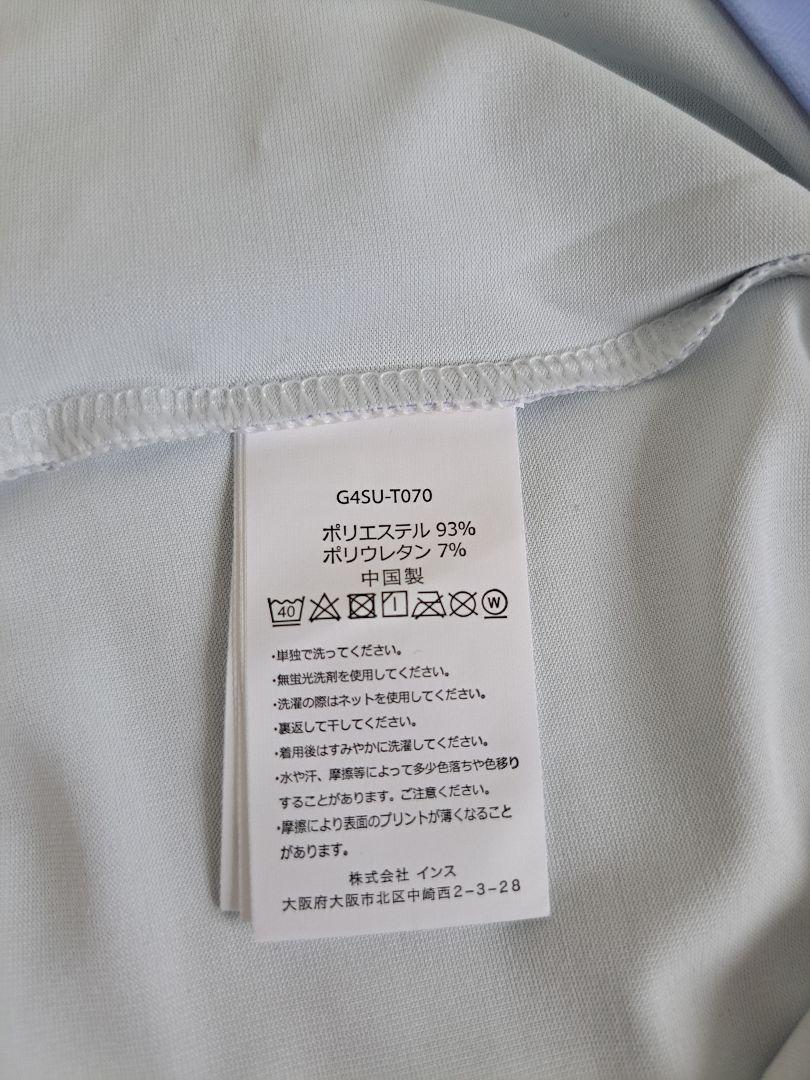 G4SU-T070
ポリエステル 93%
ポリウレタン 7%
中国製
40 W
・単独で洗ってください。
・無蛍光洗剤を使用してください。
・洗濯の際はネットを使用してください。
・裏返して干してください。
・着用後はすみやかに洗濯してください。
・水や汗、摩擦等によって多少色落ちや色移り
することがあります。ご注意ください。
・摩擦により表面のプリントが薄くなること
があります。
株式会社 インス
大阪府大阪市北区中崎西2-3-28